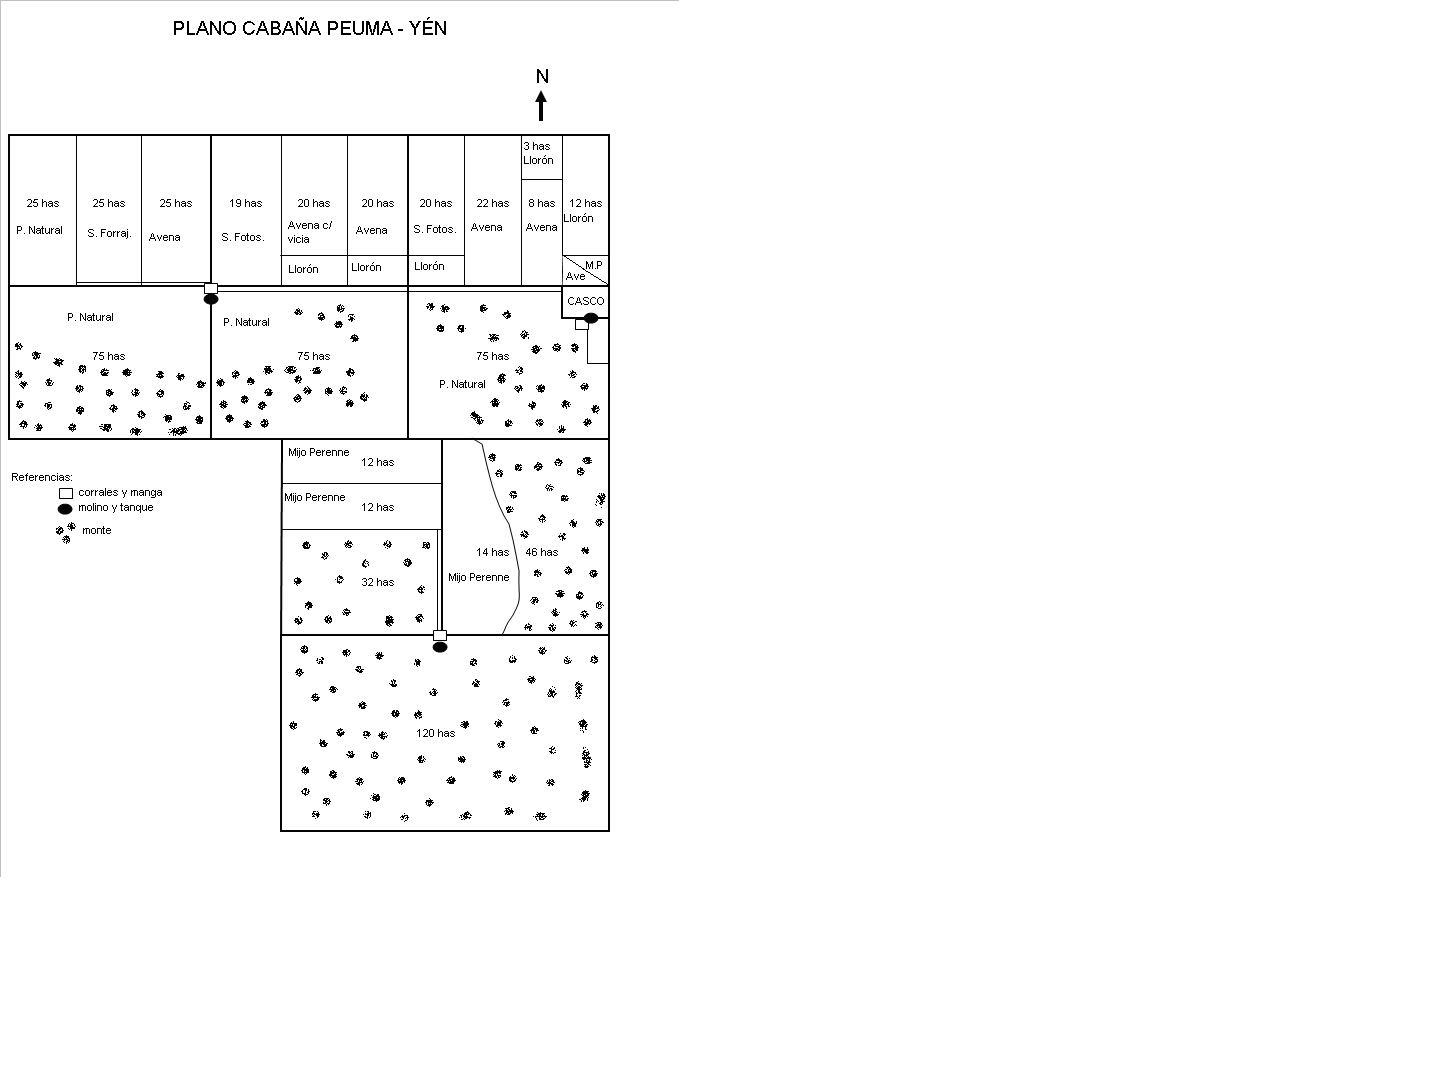 PLANO CABAÑA PEUMA - YÉN
N
3 has
Llorón
25 has
25 has
25 has
19 has
20 has
20 has
20 has
22 has
8 has
12 has
Llorón
P. Natural
S. Forraj.
Avena
S. Fotos.
Avena c/
vicia
Avena
S. Fotos.
Avena
Avena
Llorón
Llorón
Llorón
M.P
Ave
CASCO
P. Natural
P. Natural
75 has
75 has
75 has
P. Natural
Mijo Perenne
12 has
Mijo Perenne
12 has
Referencias:
corrales y manga
molino y tanque
monte
14 has
46 has
Mijo Perenne
32 has
120 has